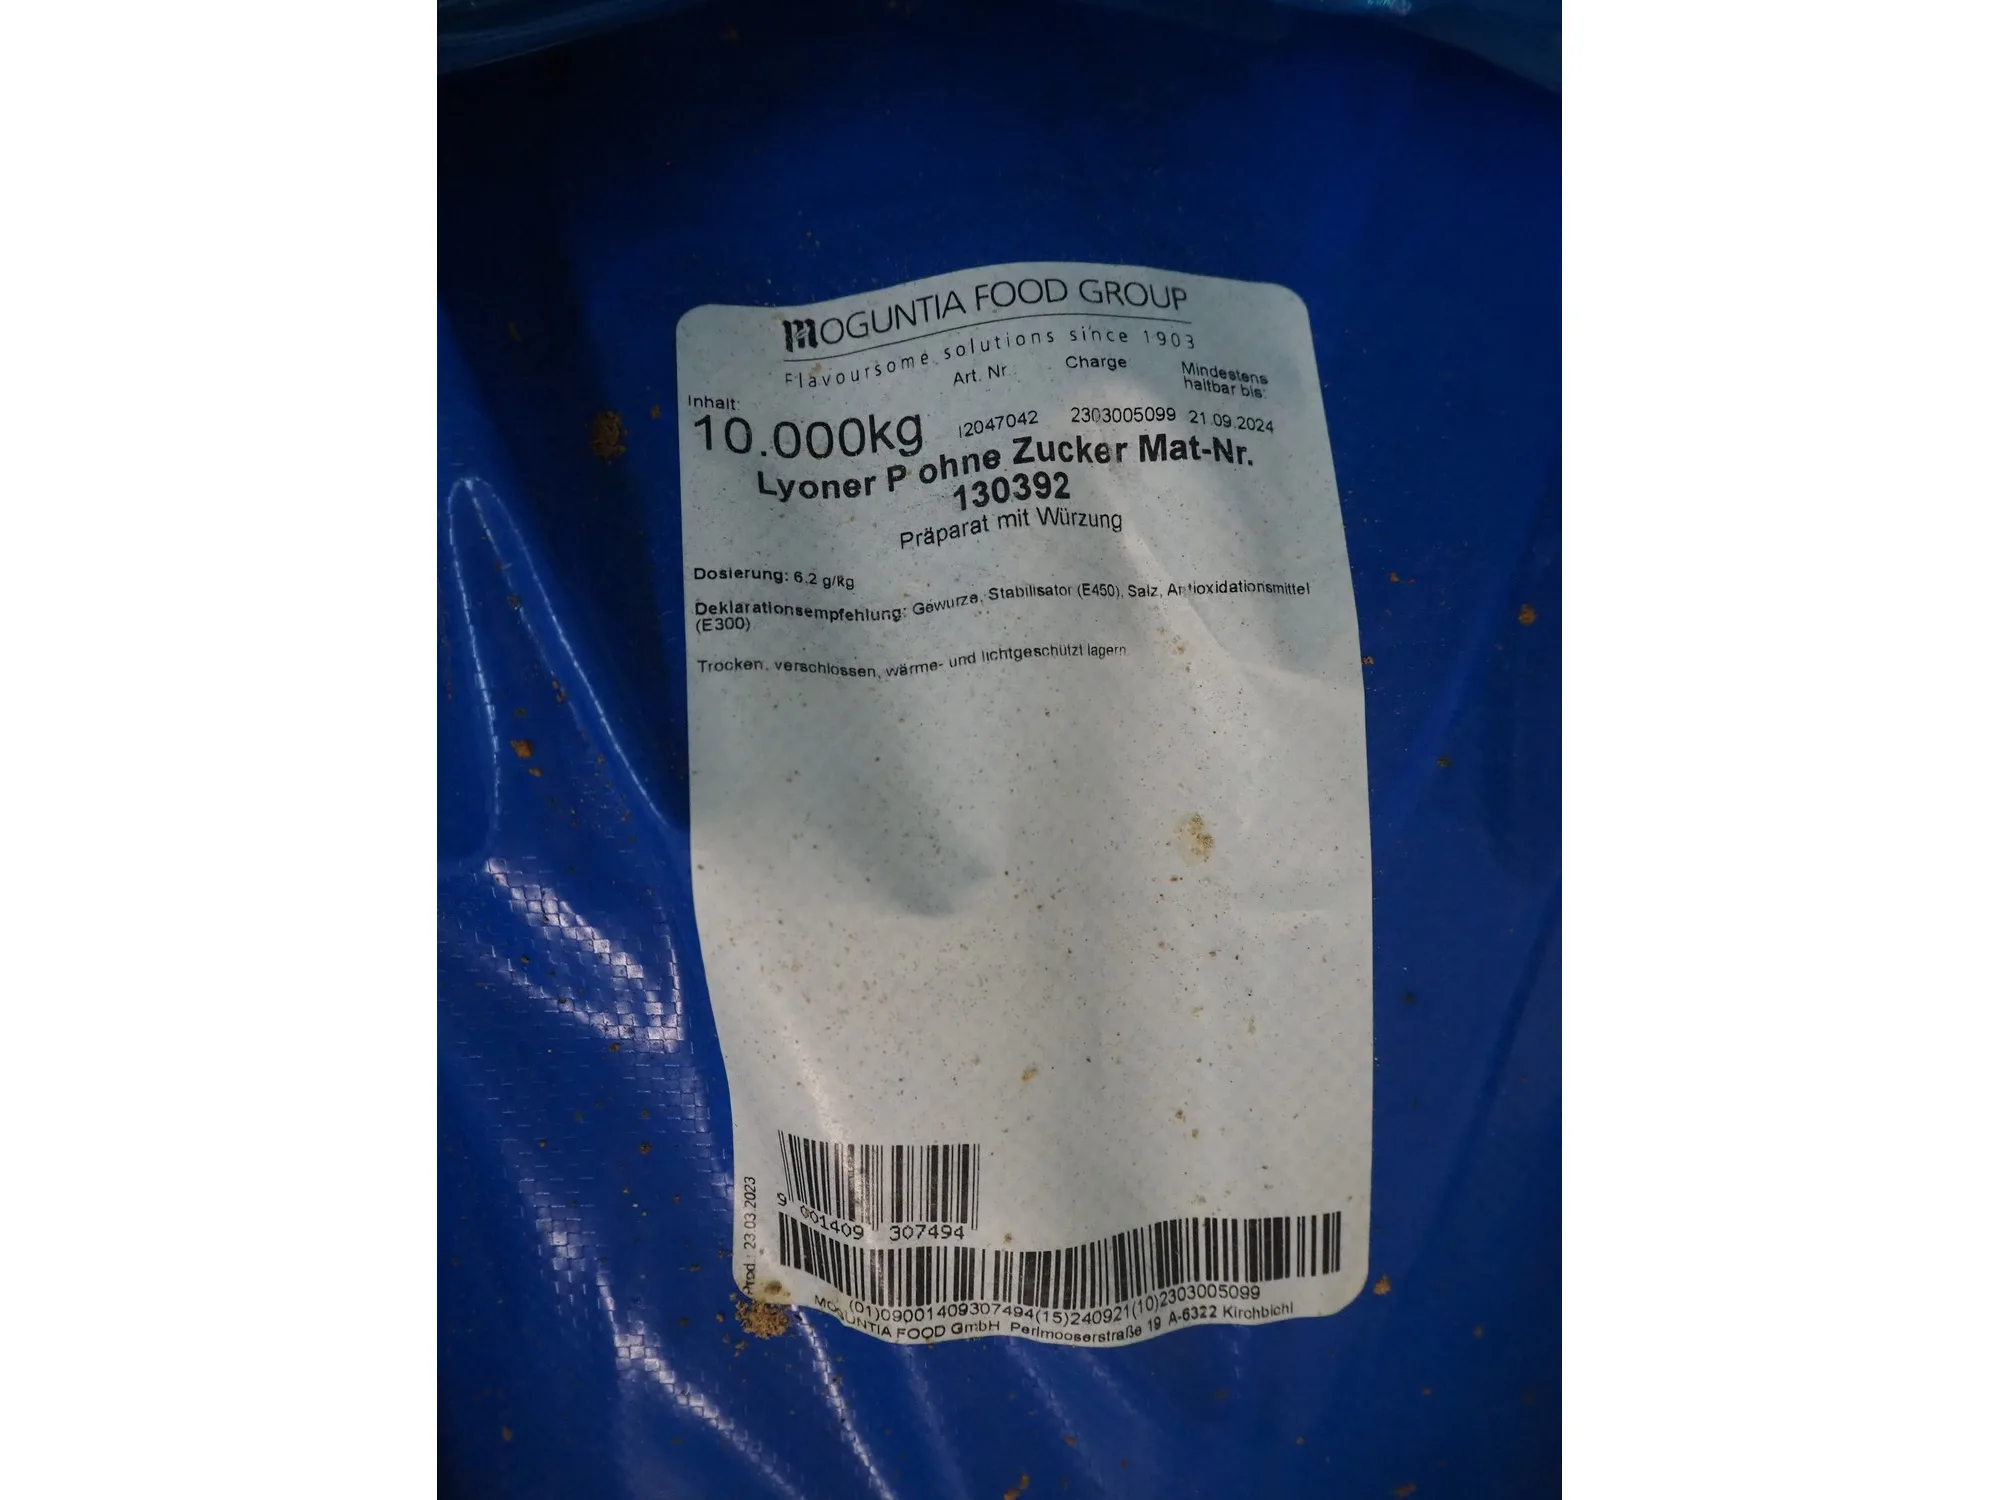 MOGUNTIA FOOD GROUP
Flavoursome solutions since 1903
Inhalt: Art. Nr. Charge Mindestens haltbar bis:
10.000kg 12047042 2303005099 21.09.2024
Lyoner P ohne Zucker Mat-Nr.
130392
Präparat mit Würzung
Dosierung: 6.2 g/kg
Deklarationsempfehlung: Gewürze, Stabilisator (E450), Salz, Antioxidationsmittel
(E300)
Trocken, verschlossen, wärme- und lichtgeschützt lagern
Prod.: 23.03.2023
9 001409 307494
(01)09001409307494(15)240921(10)2303005099
MOGUNTIA FOOD GmbH Perlmooserstraße 19 A-6322 Kirchbichl